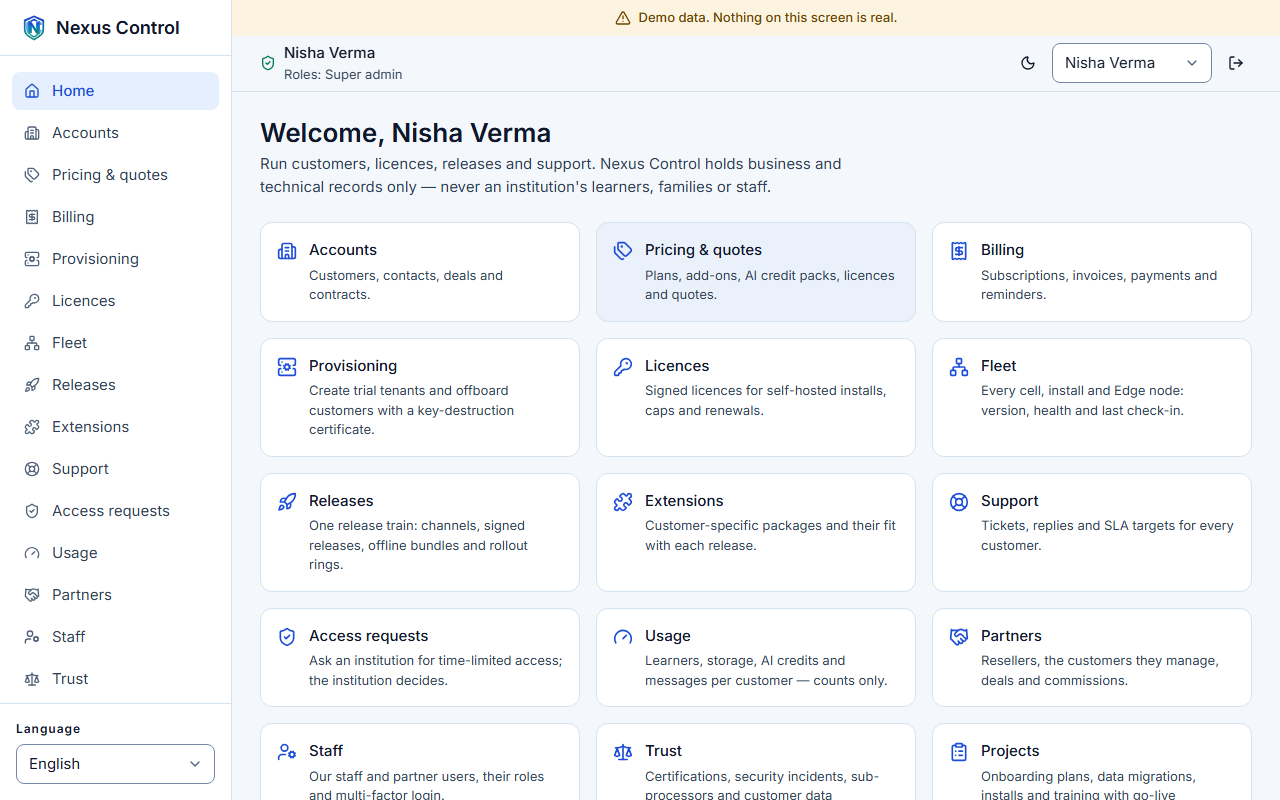 Nexus Control
Home
Accounts
Pricing & quotes
Billing
Provisioning
Licences
Fleet
Releases
Extensions
Support
Access requests
Usage
Partners
Staff
Trust
Language
English
Demo data. Nothing on this screen is real.
Nisha Verma
Roles: Super admin
Nisha Verma
Welcome, Nisha Verma
Run customers, licences, releases and support. Nexus Control holds business and
technical records only — never an institution's learners, families or staff.
Accounts
Customers, contacts, deals and
contracts.
Pricing & quotes
Plans, add-ons, AI credit packs, licences
and quotes.
Billing
Subscriptions, invoices, payments and
reminders.
Provisioning
Create trial tenants and offboard
customers with a key-destruction
certificate.
Licences
Signed licences for self-hosted installs,
caps and renewals.
Fleet
Every cell, install and Edge node:
version, health and last check-in.
Releases
One release train: channels, signed
releases, offline bundles and rollout
rings.
Extensions
Customer-specific packages and their fit
with each release.
Support
Tickets, replies and SLA targets for every
customer.
Access requests
Ask an institution for time-limited access;
the institution decides.
Usage
Learners, storage, AI credits and
messages per customer — counts only.
Partners
Resellers, the customers they manage,
deals and commissions.
Staff
Our staff and partner users, their roles
and multi-factor login.
Trust
Certifications, security incidents, sub-
processors and customer data
Projects
Onboarding plans, data migrations,
installs and training with go-live